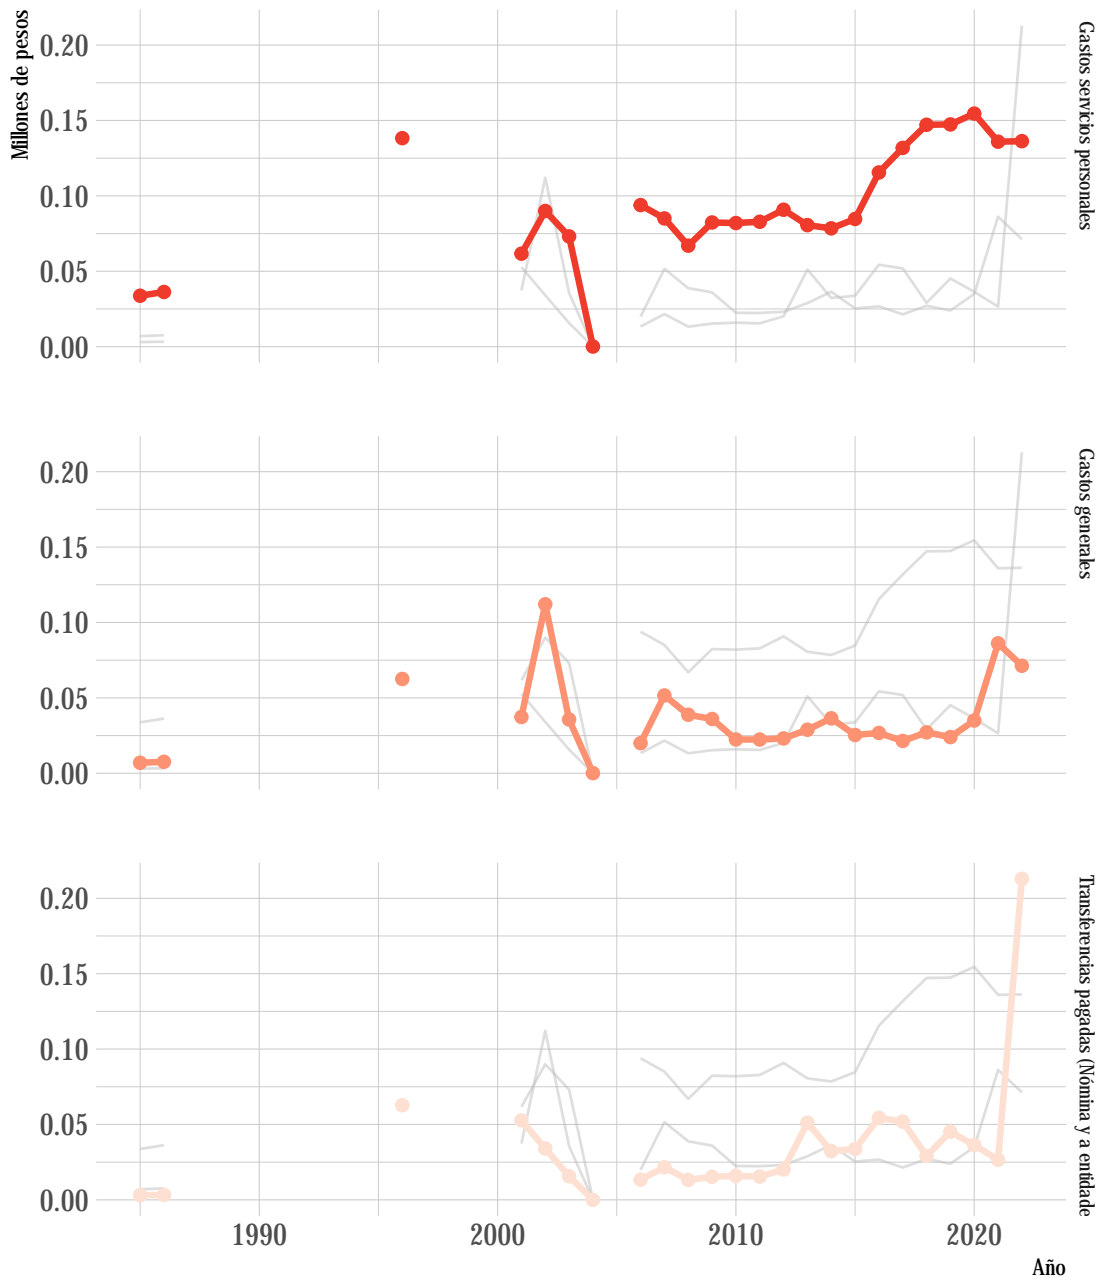 Millones de pesos
0.20
0.15
0.10
0.05
0.00
Gastos servicios personales
0.20
0.15
0.10
0.05
0.00
Gastos generales
0.20
0.15
0.10
0.05
0.00
Transferencias pagadas (Nómina y a entidade
1990 2000 2010 2020
Año